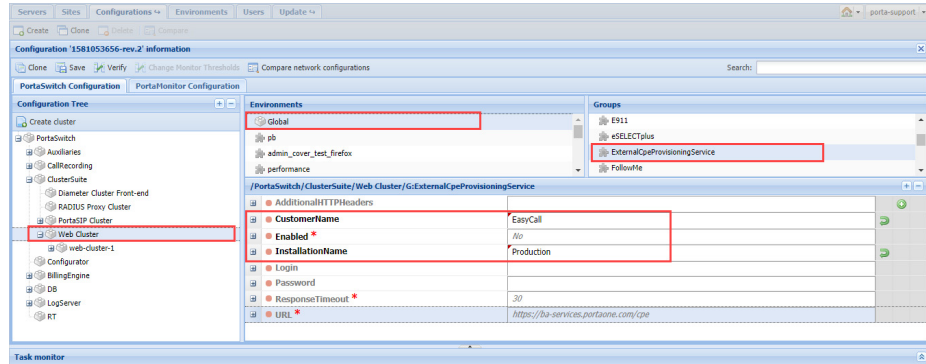 Servers Sites Configurations Environments Users Update porta-support
Create Clone Delete Compare
Configuration '1581053656-rev.2' information
Clone Save Verify Change Monitor Thresholds Compare network configurations Search:
PortaSwitch Configuration PortaMonitor Configuration
Configuration Tree
Create cluster
PortaSwitch
Auxiliaries
CallRecording
ClusterSuite
Diameter Cluster Front-end
RADIUS Proxy Cluster
PortaSIP Cluster
Web Cluster
web-cluster-1
Configurator
BillingEngine
DB
LogServer
RT
Environments
Global
pb
admin_cover_test_firefox
performance
Groups
E911
eSELECTplus
ExternalCpeProvisioningService
FollowMe
/PortaSwitch/ClusterSuite/Web Cluster/G:ExternalCpeProvisioningService
AdditionalHTTPHeaders
CustomerName EasyCall
Enabled * No
InstallationName Production
Login
Password
ResponseTimeout * 30
URL * https://ba-services.portaone.com/cpe
Task monitor